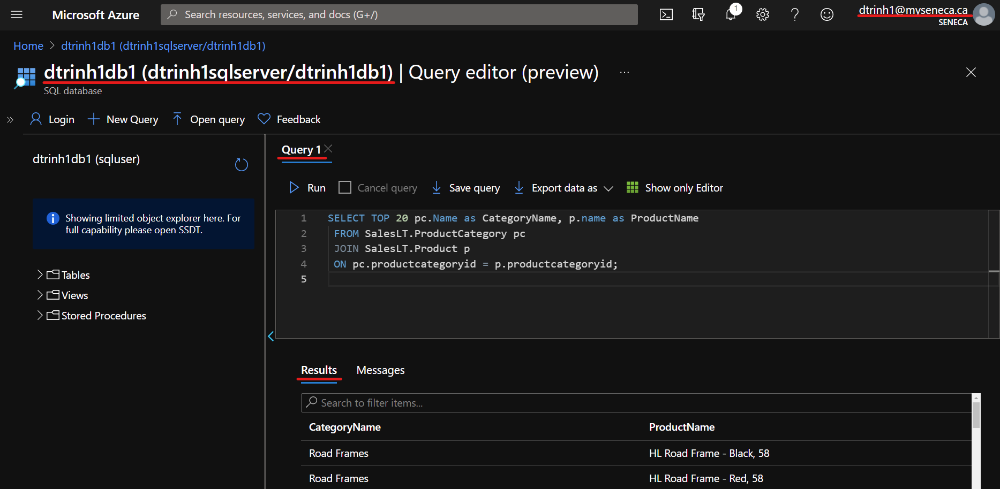 Microsoft Azure
Search resources, services, and docs (G+/)
1
dtrinh1@myseneca.ca
SENECA
Home > dtrinh1db1 (dtrinh1sqlserver/dtrinh1db1)
dtrinh1db1 (dtrinh1sqlserver/dtrinh1db1) | Query editor (preview) ...
SQL database
Login
New Query
Open query
Feedback
dtrinh1db1 (sqluser)
Showing limited object explorer here. For
full capability please open SSDT.
Tables
Views
Stored Procedures
Query 1
Run
Cancel query
Save query
Export data as
Show only Editor
1 SELECT TOP 20 pc.Name as CategoryName, p.name as ProductName
2 FROM SalesLT.ProductCategory pc
3 JOIN SalesLT.Product p
4 ON pc.productcategoryid = p.productcategoryid;
5
Results
Messages
Search to filter items...
CategoryName ProductName
Road Frames HL Road Frame - Black, 58
Road Frames HL Road Frame - Red, 58